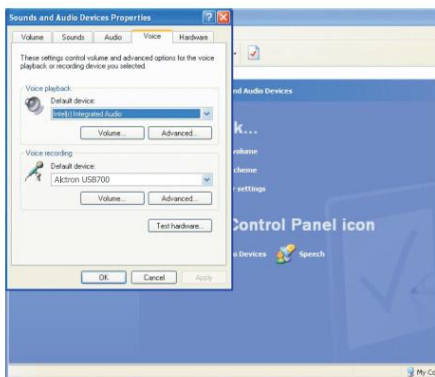 Sounds and Audio Devices Properties
Volume Sounds Audio Voice Hardware
These settings control volume and advanced options for the voice
playback or recording device you selected.
Voice playback
Default device:
Intel(r) Integrated Audio
Volume... Advanced...
Voice recording
Default device:
Alctron USB700
Volume... Advanced...
Test hardware...
OK Cancel Apply
nd Audio Devices
k...
volume
cheme
r settings
Control Panel icon
o Devices Speech
My Co